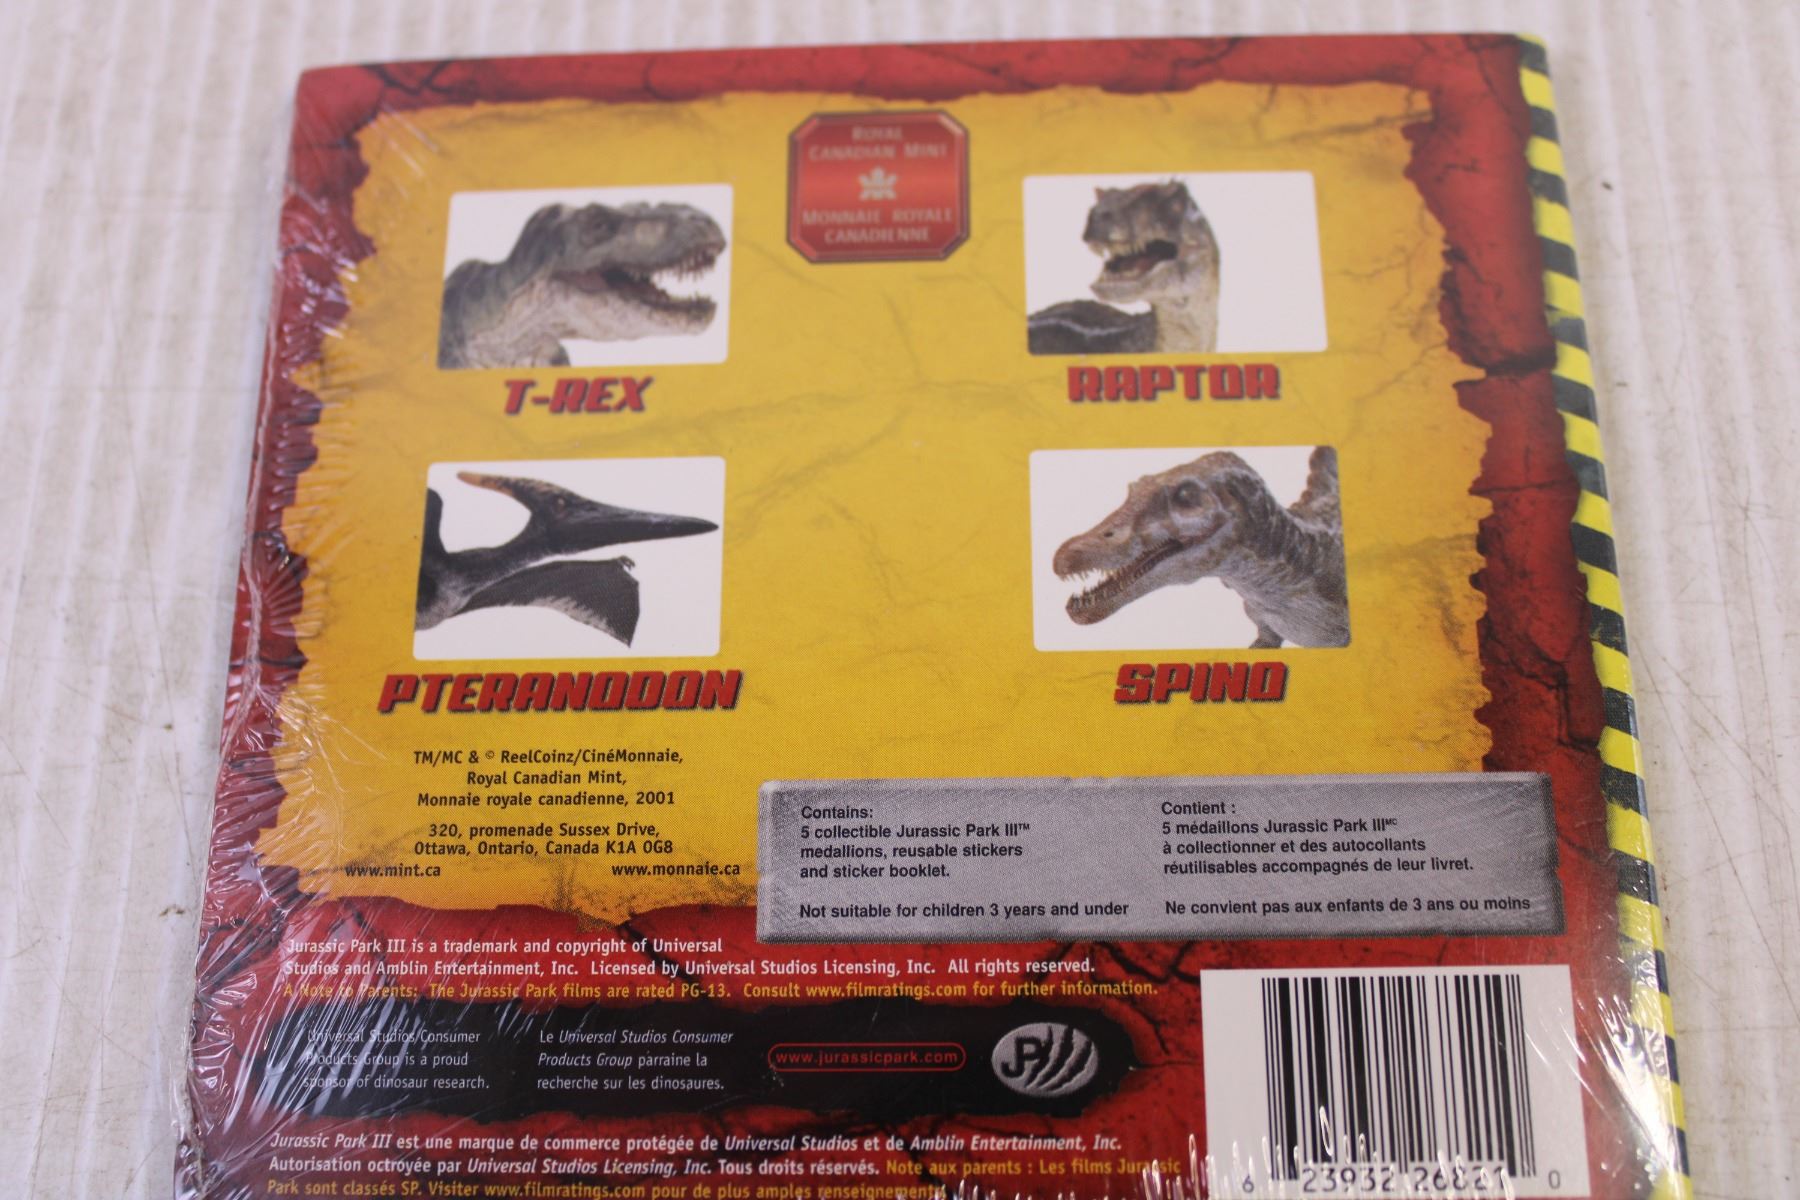 ROYAL
CANADIAN MINT
MONNAIE ROYALE
CANADIENNE
T-REX
RAPTOR
PTERANODON
SPINO
TM/MC & © ReelCoinz/CinéMonnaie,
Royal Canadian Mint,
Monnaie royale canadienne, 2001
320, promenade Sussex Drive,
Ottawa, Ontario, Canada K1A 0G8
www.mint.ca
www.monnaie.ca
Contains:
5 collectible Jurassic Park III™
medallions, reusable stickers
and sticker booklet.
Not suitable for children 3 years and under
Contient :
5 médaillons Jurassic Park IIIᴹᶜ
à collectionner et des autocollants
réutilisables accompagnés de leur livret.
Ne convient pas aux enfants de 3 ans ou moins
Jurassic Park III is a trademark and copyright of Universal
Studios and Amblin Entertainment, Inc. Licensed by Universal Studios Licensing, Inc. All rights reserved.
A Note to Parents: The Jurassic Park films are rated PG-13. Consult www.filmratings.com for further information.
Universal Studios Consumer
Products Group is a proud
sponsor of dinosaur research.
Le Universal Studios Consumer
Products Group parraine la
recherche sur les dinosaures.
www.jurassicpark.com
JP
Jurassic Park III est une marque de commerce protégée de Universal Studios et de Amblin Entertainment, Inc.
Autorisation octroyée par Universal Studios Licensing, Inc. Tous droits réservés. Note aux parents : Les films Jurassic
Park sont classés SP. Visiter www.filmratings.com pour de plus amples renseignements
6 23932 26821 0